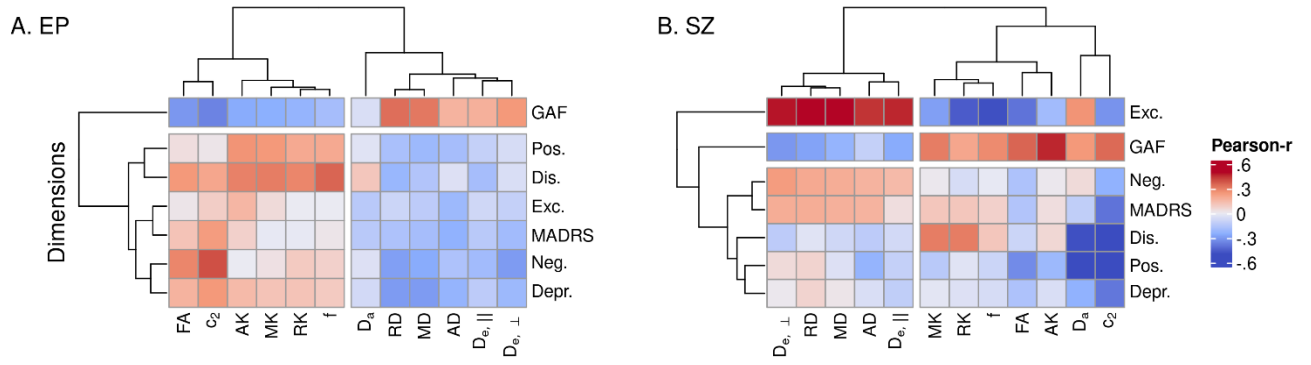 A. EP
B. SZ
Dimensions
GAF
Pos.
Dis.
Exc.
MADRS
Neg.
Depr.
FA
c2
AK
MK
RK
f
Da
RD
MD
AD
De, ||
De, ⊥
Exc.
GAF
Neg.
MADRS
Dis.
Pos.
Depr.
De, ⊥
RD
MD
AD
De, ||
MK
RK
f
FA
AK
Da
c2
Pearson-r
.6
.3
0
-.3
-.6